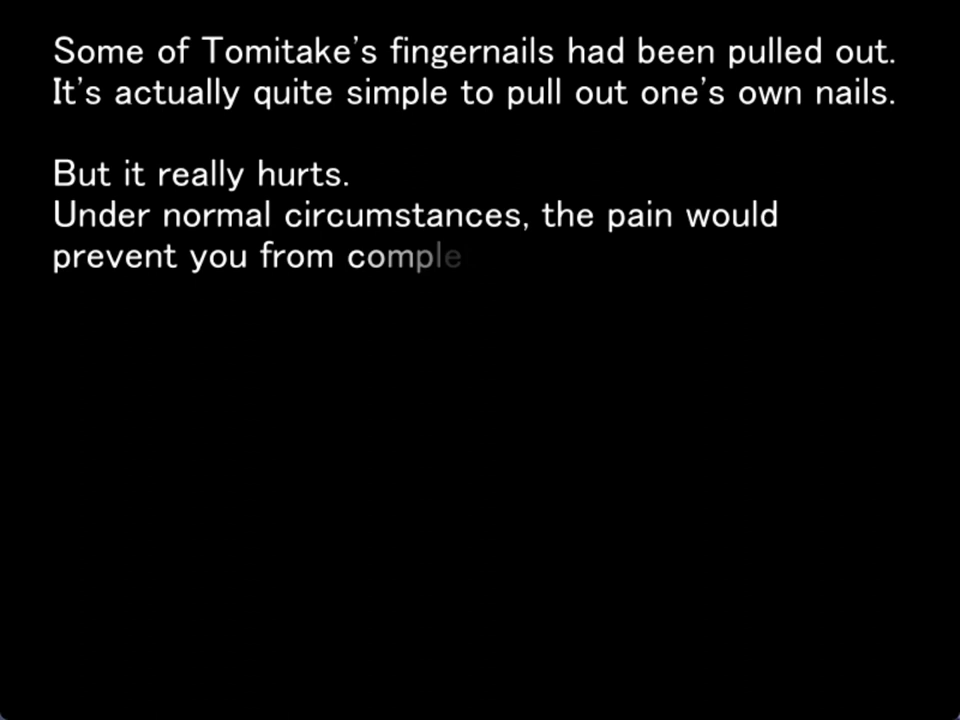 Some of Tomitake's fingernails had been pulled out.
It's actually quite simple to pull out one's own nails.
But it really hurts.
Under normal circumstances, the pain would
prevent you from comple